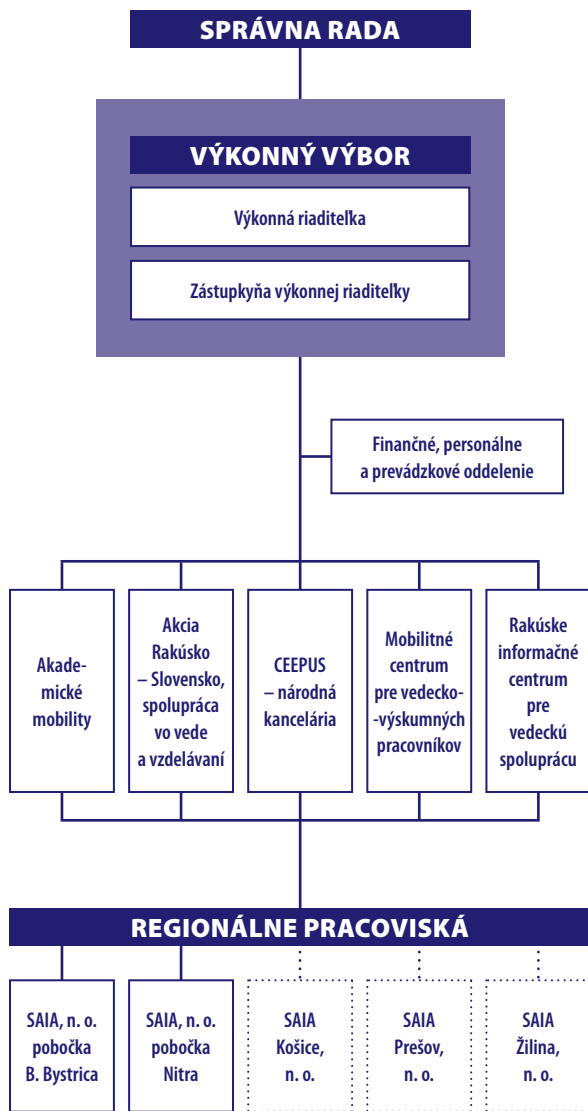 SPRÁVNA RADA
VÝKONNÝ VÝBOR
Výkonná riaditeľka
Zástupkyňa výkonnej riaditeľky
Finančné, personálne
a prevádzkové oddelenie
Akade-
mické
mobility
Akcia
Rakúsko
– Slovensko,
spolupráca
vo vede
a vzdelávaní
CEEPUS
– národná
kancelária
Mobilitné
centrum
pre vedecko-
-výskumných
pracovníkov
Rakúske
informačné
centrum
pre
vedeckú
spoluprácu
REGIONÁLNE PRACOVISKÁ
SAIA, n. o.
pobočka
B. Bystrica
SAIA, n. o.
pobočka
Nitra
SAIA
Košice,
n. o.
SAIA
Prešov,
n. o.
SAIA
Žilina,
n. o.